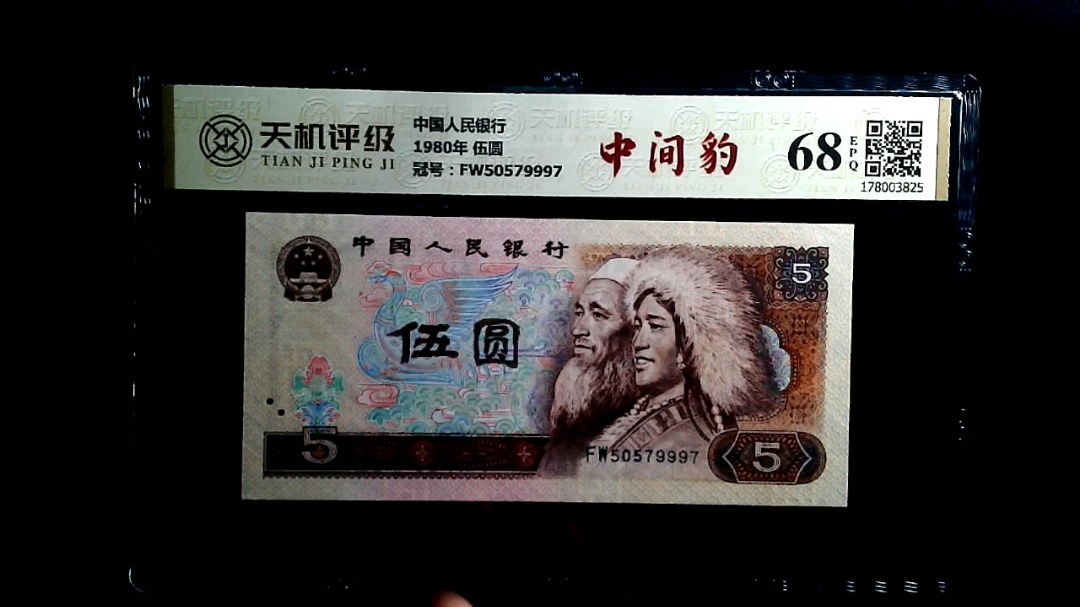 天机评级
TIAN JI PING JI
中国人民银行
1980年 伍圆
冠号：FW50579997
中间豹
68
EPQ
178003825
中国人民银行
5
伍圆
5
FW50579997
5